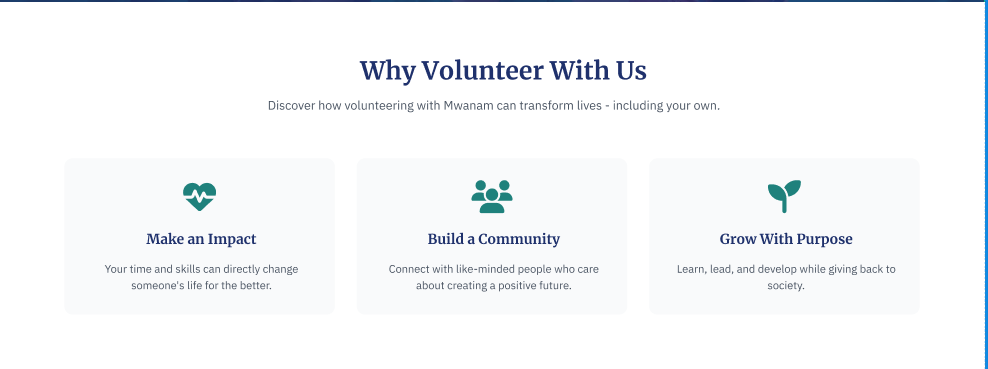 Why Volunteer With Us
Discover how volunteering with Mwanam can transform lives - including your own.
Make an Impact
Your time and skills can directly change
someone's life for the better.
Build a Community
Connect with like-minded people who care
about creating a positive future.
Grow With Purpose
Learn, lead, and develop while giving back to
society.